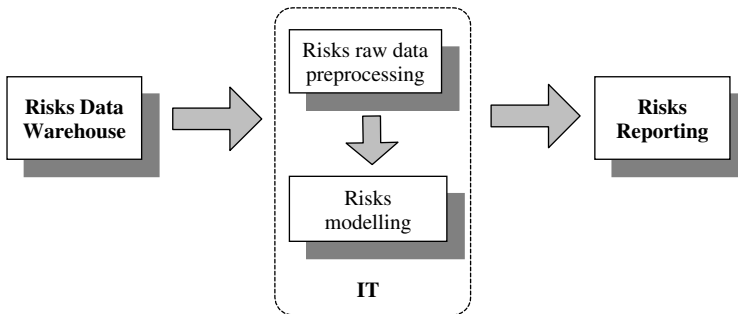 Risks Data
Warehouse
Risks raw data
preprocessing
Risks
modelling
IT
Risks
Reporting